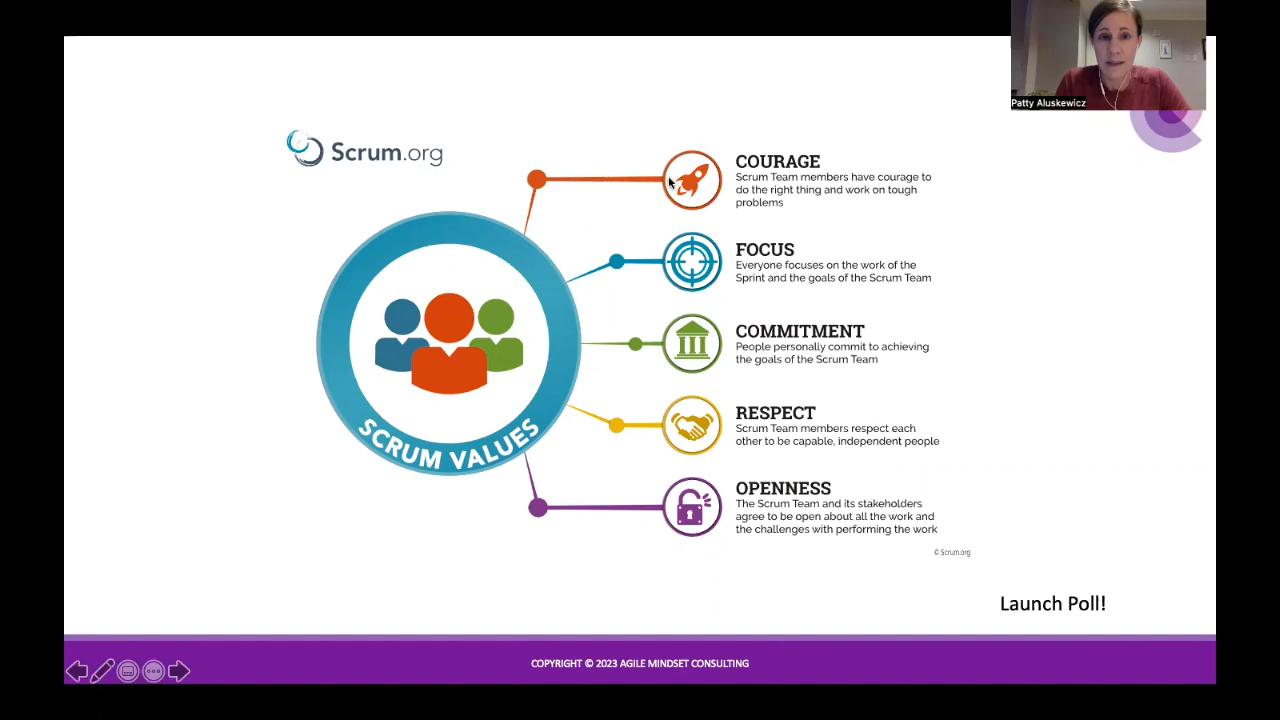 Patty Aluskewicz
Scrum.org
COURAGE
Scrum Team members have courage to
do the right thing and work on tough
problems
FOCUS
Everyone focuses on the work of the
Sprint and the goals of the Scrum Team
COMMITMENT
People personally commit to achieving
the goals of the Scrum Team
RESPECT
Scrum Team members respect each
other to be capable, independent people
SCRUM VALUES
OPENNESS
The Scrum Team and its stakeholders
agree to be open about all the work and
the challenges with performing the work
© Scrum.org
Launch Poll!
COPYRIGHT © 2023 AGILE MINDSET CONSULTING